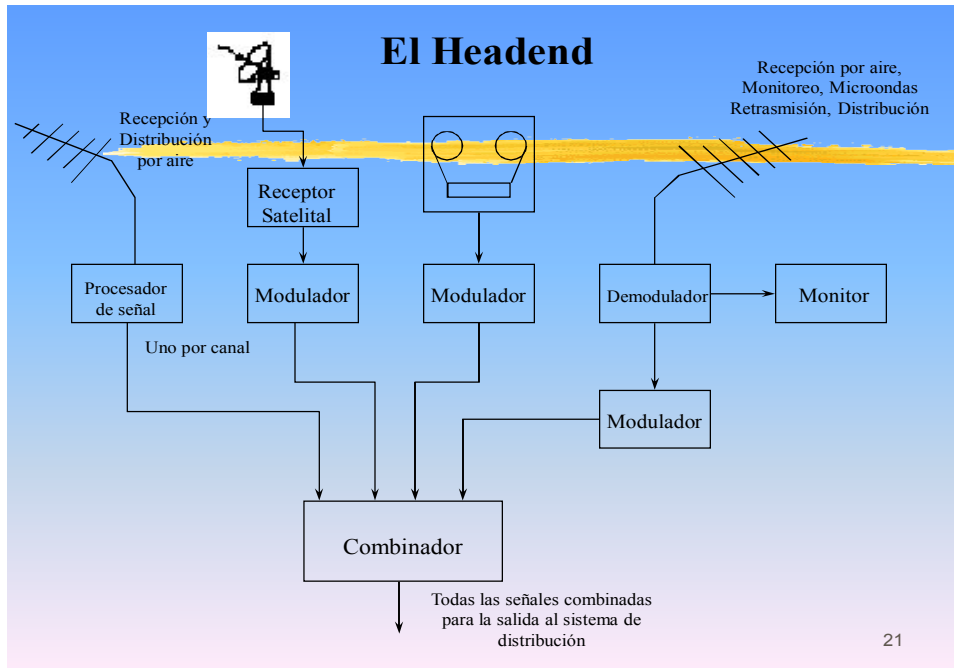 El Headend
Recepción por aire,
Monitoreo, Microondas
Retrasmisión, Distribución
Recepción y
Distribución
por aire
Receptor
Satelital
Procesador
de señal
Modulador
Modulador
Demodulador
Monitor
Uno por canal
Modulador
Combinador
Todas las señales combinadas
para la salida al sistema de
distribución
21